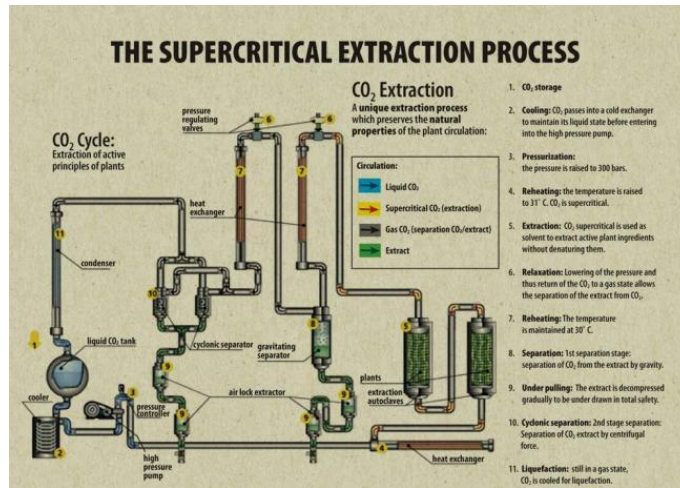 THE SUPERCRITICAL EXTRACTION PROCESS
CO₂ Cycle:
Extraction of active
principles of plants
pressure
regulating
valves
CO₂ Extraction
A unique extraction process
which preserves the natural
properties of the plant circulation:
Circulation:
Liquid CO₂
Supercritical CO₂ (extraction)
Gas CO₂ (separation CO₂/extract)
Extract
6
6
7
7
heat
exchanger
11
condenser
10
cyclonic separator
8
gravitating
separator
5
1
liquid CO₂ tank
9
9
plants
extraction
autoclaves
air lock extractor
cooler
3
pressure
controller
9
9
2
high
pressure
pump
4
heat exchanger
1. CO₂ storage
2. Cooling: CO₂ passes into a cold exchanger
to maintain its liquid state before entering
into the high pressure pump.
3. Pressurization:
the pressure is raised to 300 bars.
4. Reheating: the temperature is raised
to 31˚ C. CO₂ is supercritical.
5. Extraction: CO₂ supercritical is used as
solvent to extract active plant ingredients
without denaturing them.
6. Relaxation: Lowering of the pressure and
thus return of the CO₂ to a gas state allows
the separation of the extract from CO₂.
7. Reheating: The temperature
is maintained at 30˚ C.
8. Separation: 1st separation stage:
separation of CO₂ from the extract by gravity.
9. Under pulling: The extract is decompressed
gradually to be under drawn in total safety.
10. Cyclonic separation: 2nd stage separation:
Separation of CO₂ extract by centrifugal
force.
11. Liquefaction: still in a gas state,
CO₂ is cooled for liquefaction.